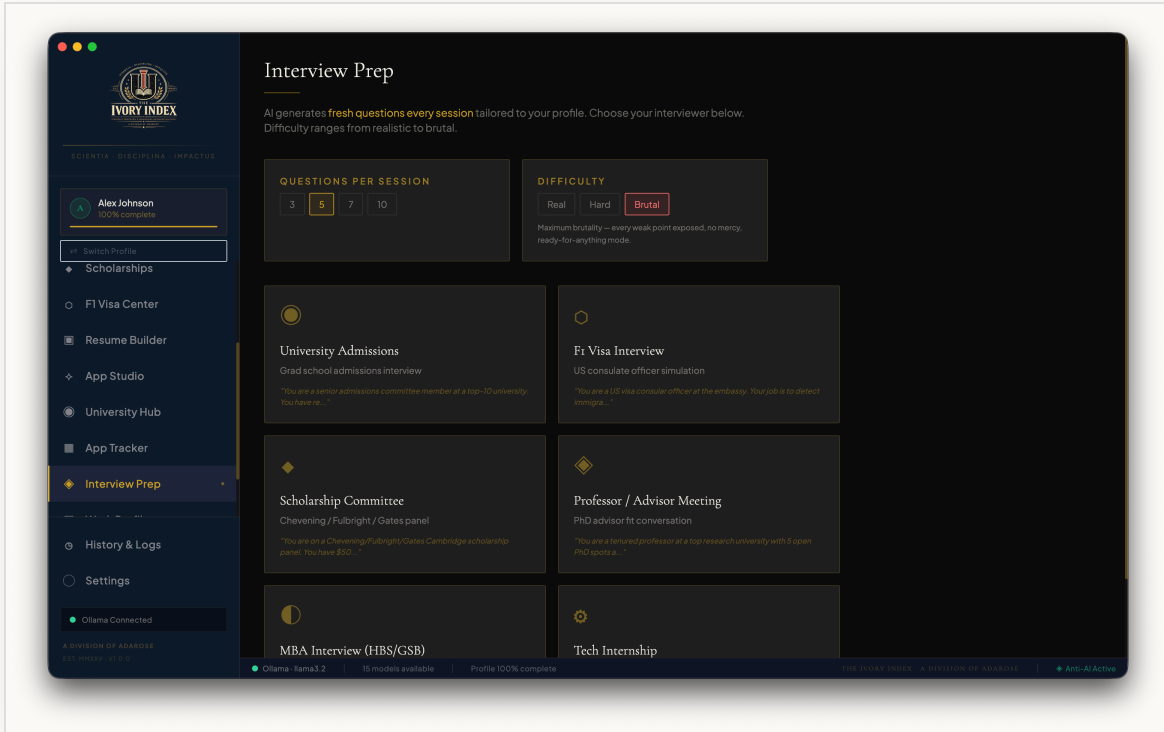 THE
IVORY INDEX
SCIENTIA · DISCIPLINA · IMPACTUS
A
Alex Johnson
100% complete
⇌ Switch Profile
Scholarships
F1 Visa Center
Resume Builder
App Studio
University Hub
App Tracker
Interview Prep
History & Logs
Settings
Ollama Connected
A DIVISION OF ADAROSE
EST. MMXXV · V1.0.0
Interview Prep
AI generates fresh questions every session tailored to your profile. Choose your interviewer below.
Difficulty ranges from realistic to brutal.
QUESTIONS PER SESSION
3 5 7 10
DIFFICULTY
Real Hard Brutal
Maximum brutality — every weak point exposed, no mercy,
ready-for-anything mode.
University Admissions
Grad school admissions interview
"You are a senior admissions committee member at a top-10 university.
You have re..."
F1 Visa Interview
US consulate officer simulation
"You are a US visa consular officer at the embassy. Your job is to detect
immigra..."
Scholarship Committee
Chevening / Fulbright / Gates panel
"You are on a Chevening/Fulbright/Gates Cambridge scholarship
panel. You have $50..."
Professor / Advisor Meeting
PhD advisor fit conversation
"You are a tenured professor at a top research university with 5 open
PhD spots a..."
MBA Interview (HBS/GSB)
Tech Internship
Ollama · llama3.2
15 models available
Profile 100% complete
THE IVORY INDEX · A DIVISION OF ADAROSE
Anti-AI Active